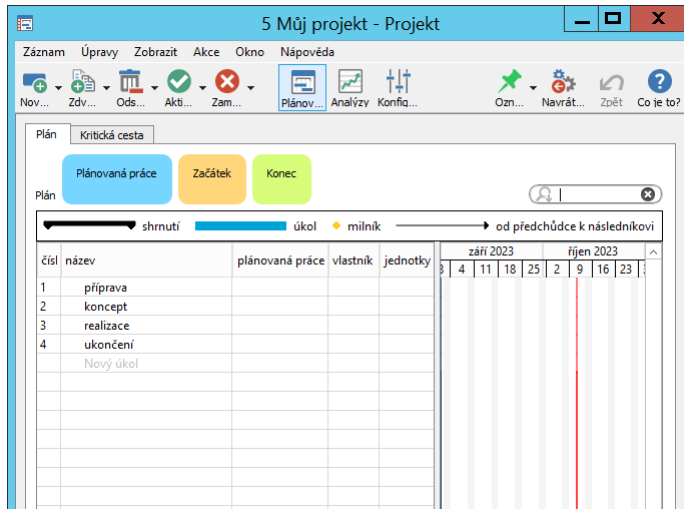 5 Můj projekt - Projekt
Záznam Úpravy Zobrazit Akce Okno Nápověda
Nov... Zdv... Ods... Akti... Zam... Plánov... Analýzy Konfig... Ozn... Navrát... Zpět Co je to?
Plán Kritická cesta
Plánovaná práce Začátek Konec
Plán
shrnutí úkol milník od předchůdce k následníkovi
čísl název plánovaná práce vlastník jednotky
září 2023 říjen 2023
4 11 18 25 2 9 16 23
1 příprava
2 koncept
3 realizace
4 ukončení
Nový úkol